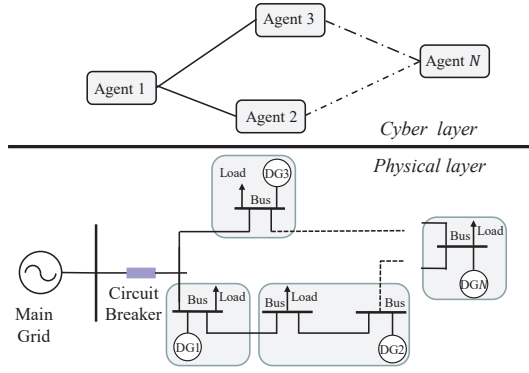 Agent 3
Agent 1
Agent N
Agent 2
Cyber layer
Physical layer
Load
DG3
Bus
Bus
Load
DGN
Main
Grid
Circuit
Breaker
Bus
Load
DG1
Bus
Load
Bus
DG2